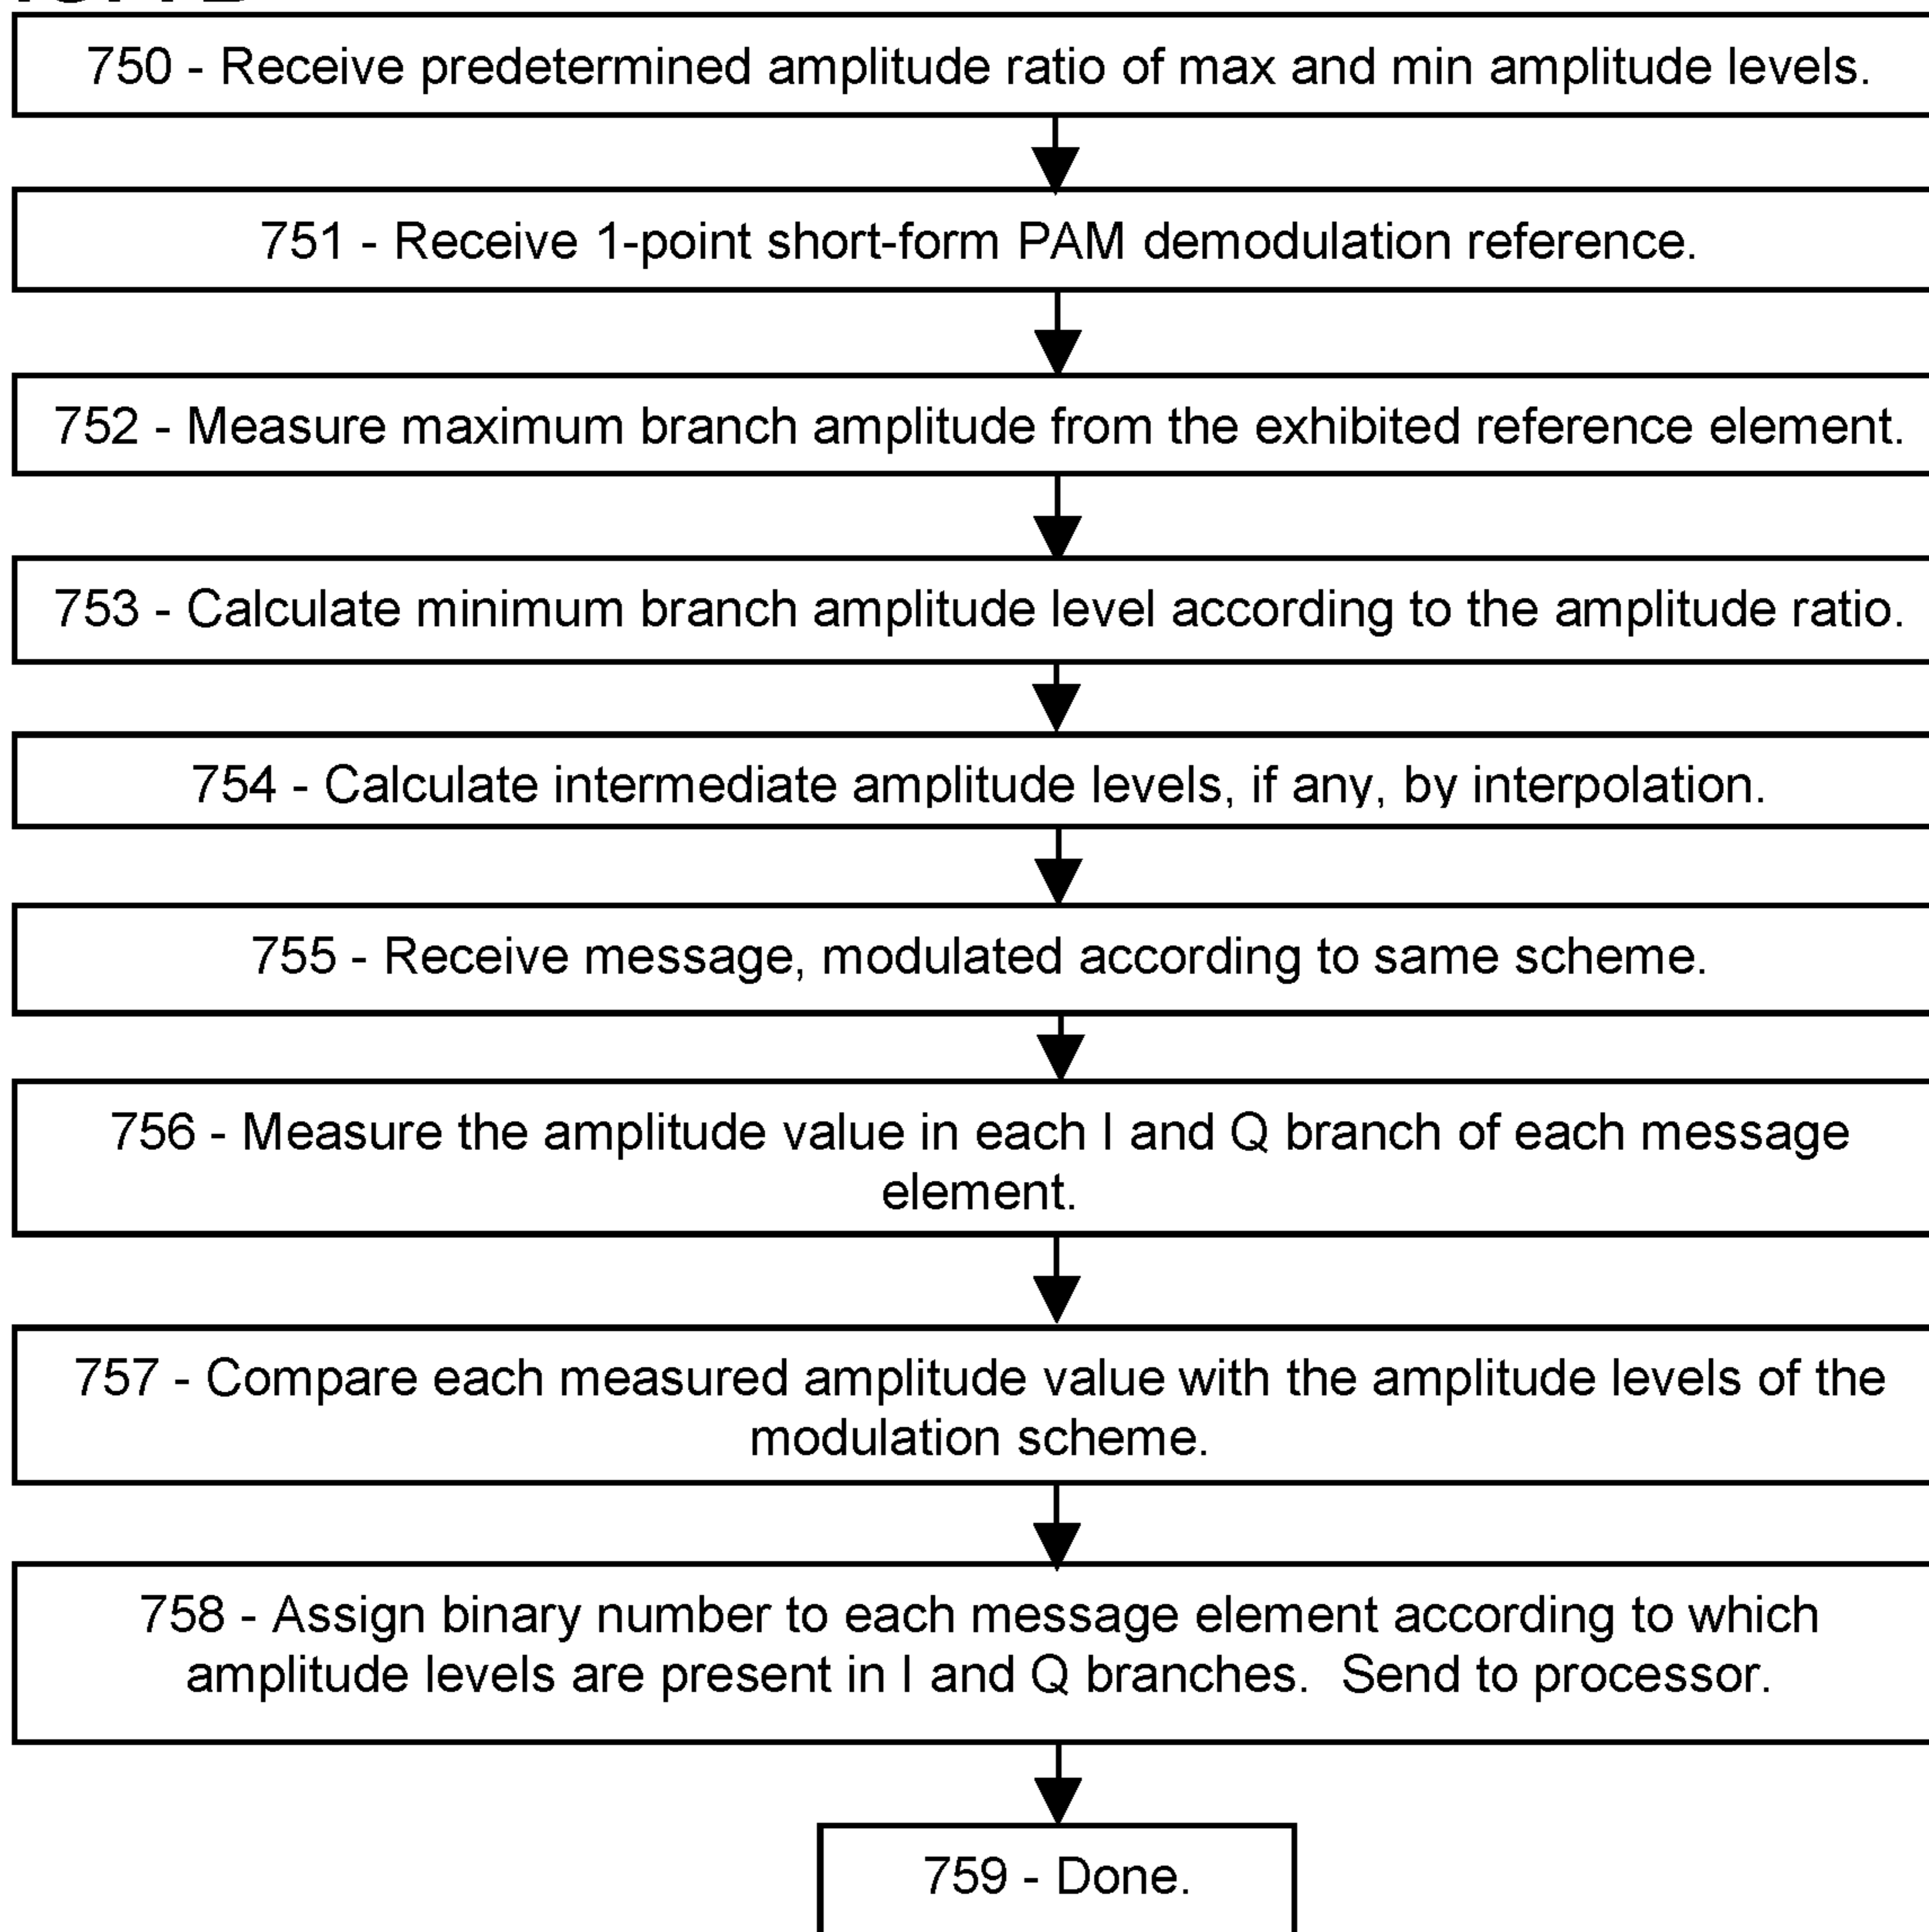 750 - Receive predetermined amplitude ratio of max and min amplitude levels.
751 - Receive 1-point short-form PAM demodulation reference.
752 - Measure maximum branch amplitude from the exhibited reference element.
753 - Calculate minimum branch amplitude level according to the amplitude ratio.
754 - Calculate intermediate amplitude levels, if any, by interpolation.
755 - Receive message, modulated according to same scheme.
756 - Measure the amplitude value in each I and Q branch of each message
element.
757 - Compare each measured amplitude value with the amplitude levels of the
modulation scheme.
758 - Assign binary number to each message element according to which
amplitude levels are present in I and Q branches.  Send to processor.
759 - Done.